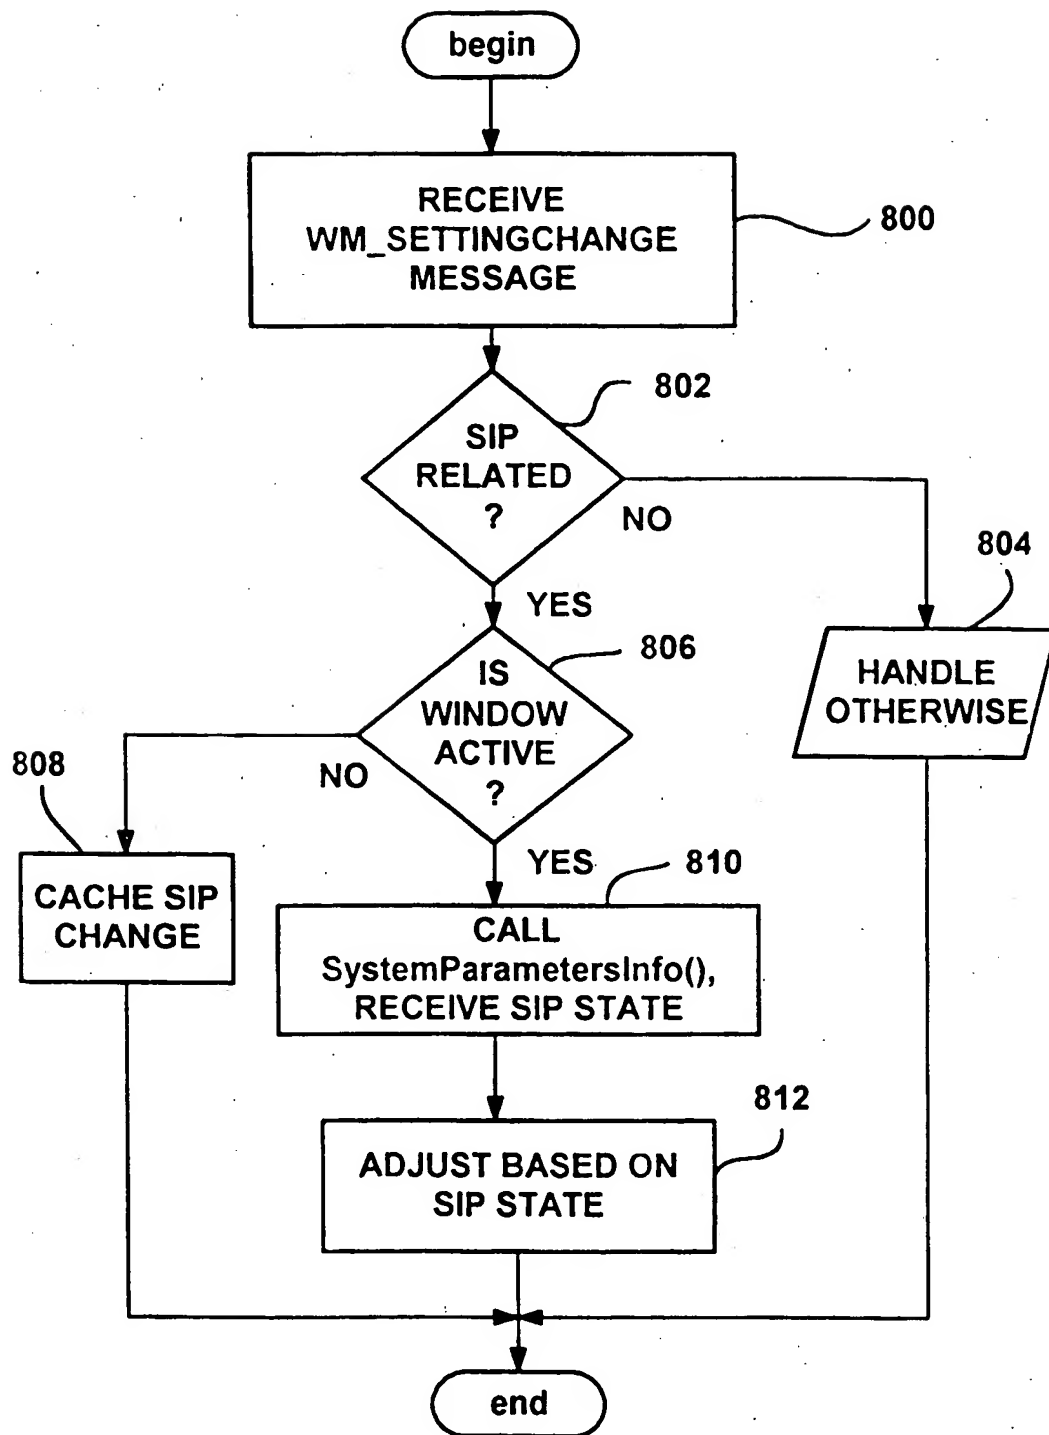 begin
RECEIVE
WM_SETTINGCHANGE
MESSAGE
800
802
SIP
RELATED
?
NO
804
YES
806
IS
WINDOW
ACTIVE
?
HANDLE
OTHERWISE
808
NO
YES
810
CACHE SIP
CHANGE
CALL
SystemParametersInfo(),
RECEIVE SIP STATE
812
ADJUST BASED ON
SIP STATE
end